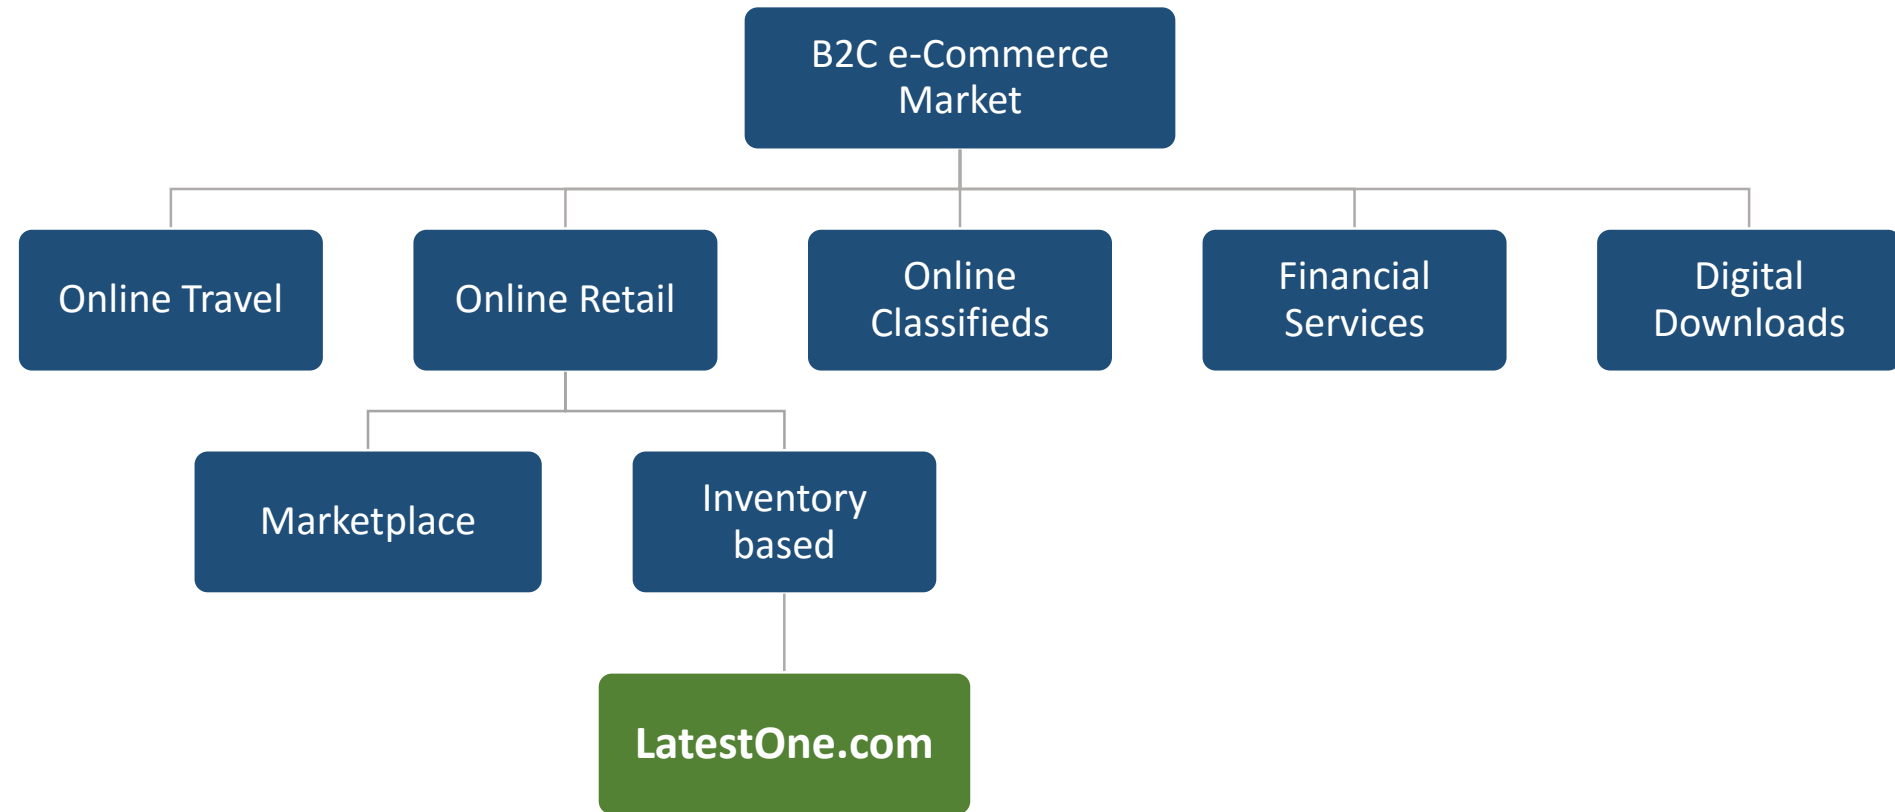 B2C e-Commerce
Market
Online Travel
Online Retail
Online
Classifieds
Financial
Services
Digital
Downloads
Marketplace
Inventory
based
LatestOne.com